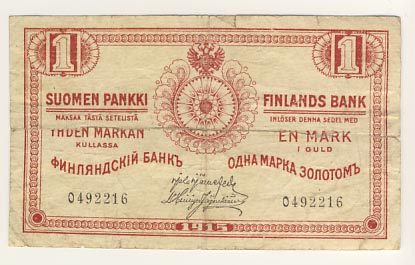 1 1
SUOMEN PANKKI
MAKSAA TÄSTÄ SETELISTÄ
YHDEN MARKAN
KULLASSA
FINLANDS BANK
INLÖSER DENNA SEDEL MED
EN MARK
I GULD
ФИНЛЯНДСКІЙ БАНКЪ
ОДНА МАРКА ЗОЛОТОМЪ
0492216
0492216
1915